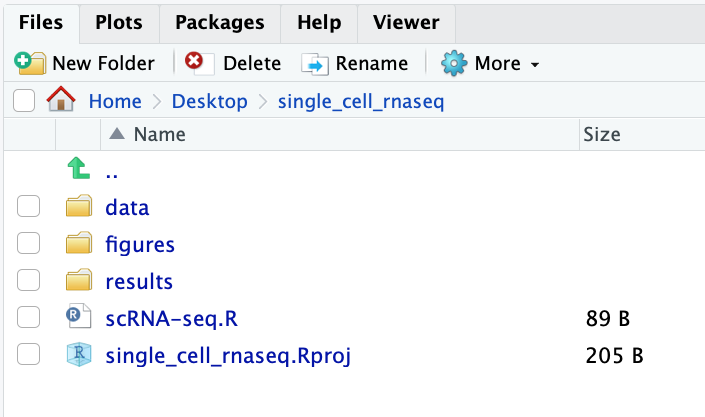 Files Plots Packages Help Viewer
New Folder Delete Rename More
Home Desktop single_cell_rnaseq
Name Size
..
data
figures
results
R scRNA-seq.R 89 B
R single_cell_rnaseq.Rproj 205 B